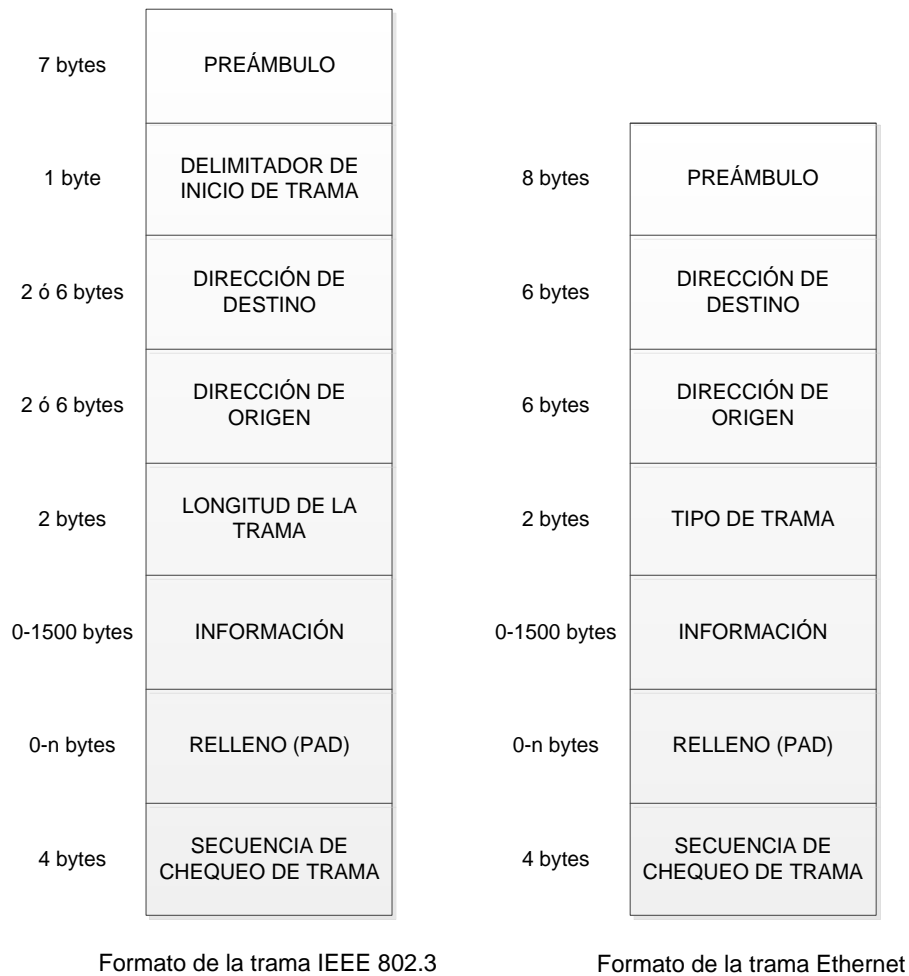 7 bytes
PREÁMBULO
1 byte
DELIMITADOR DE
INICIO DE TRAMA
2 ó 6 bytes
DIRECCIÓN DE
DESTINO
2 ó 6 bytes
DIRECCIÓN DE
ORIGEN
2 bytes
LONGITUD DE LA
TRAMA
0-1500 bytes
INFORMACIÓN
0-n bytes
RELLENO (PAD)
4 bytes
SECUENCIA DE
CHEQUEO DE TRAMA
Formato de la trama IEEE 802.3
8 bytes
PREÁMBULO
6 bytes
DIRECCIÓN DE
DESTINO
6 bytes
DIRECCIÓN DE
ORIGEN
2 bytes
TIPO DE TRAMA
0-1500 bytes
INFORMACIÓN
0-n bytes
RELLENO (PAD)
4 bytes
SECUENCIA DE
CHEQUEO DE TRAMA
Formato de la trama Ethernet